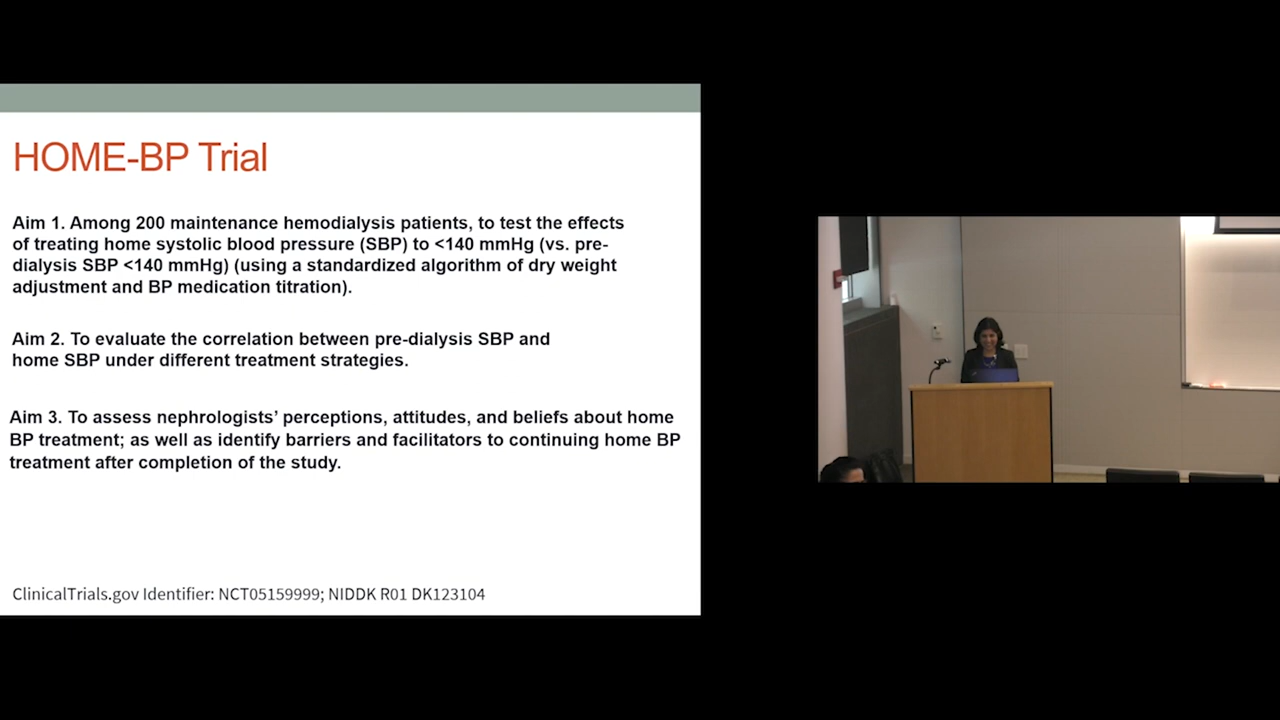 HOME-BP Trial
Aim 1. Among 200 maintenance hemodialysis patients, to test the effects
of treating home systolic blood pressure (SBP) to <140 mmHg (vs. pre-
dialysis SBP <140 mmHg) (using a standardized algorithm of dry weight
adjustment and BP medication titration).
Aim 2. To evaluate the correlation between pre-dialysis SBP and
home SBP under different treatment strategies.
Aim 3. To assess nephrologists’ perceptions, attitudes, and beliefs about home
BP treatment; as well as identify barriers and facilitators to continuing home BP
treatment after completion of the study.
ClinicalTrials.gov Identifier: NCT05159999; NIDDK R01 DK123104